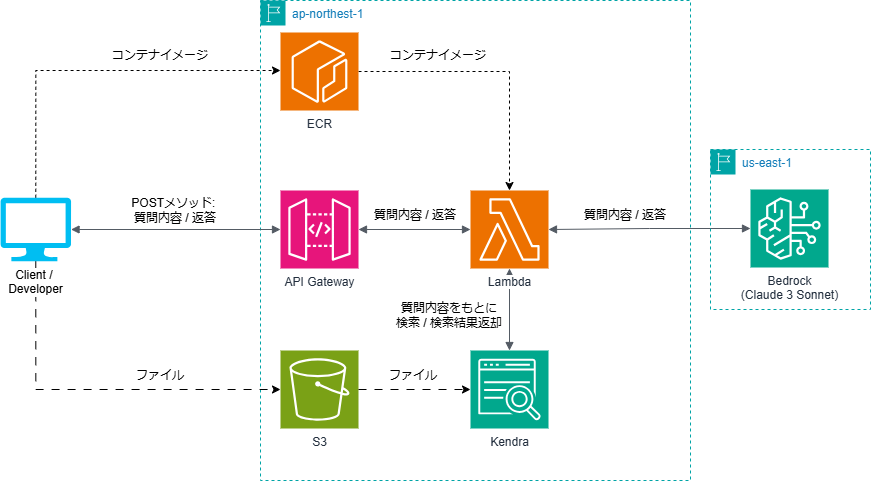 ap-northest-1
コンテナイメージ
コンテナイメージ
ECR
us-east-1
POSTメソッド:
質問内容 / 返答
質問内容 / 返答
質問内容 / 返答
Client /
Developer
API Gateway
Lambda
Bedrock
(Claude 3 Sonnet)
質問内容をもとに
検索 / 検索結果返却
ファイル
ファイル
S3
Kendra